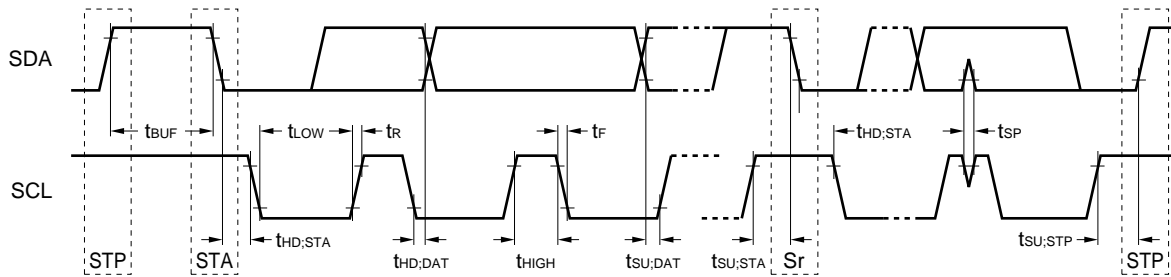 SDA
tBUF tLOW tR tF tHD;STA tSP
SCL
tHD;STA tHD;DAT tHIGH tSU;DAT tSU;STA tSU;STP
STP STA Sr STP